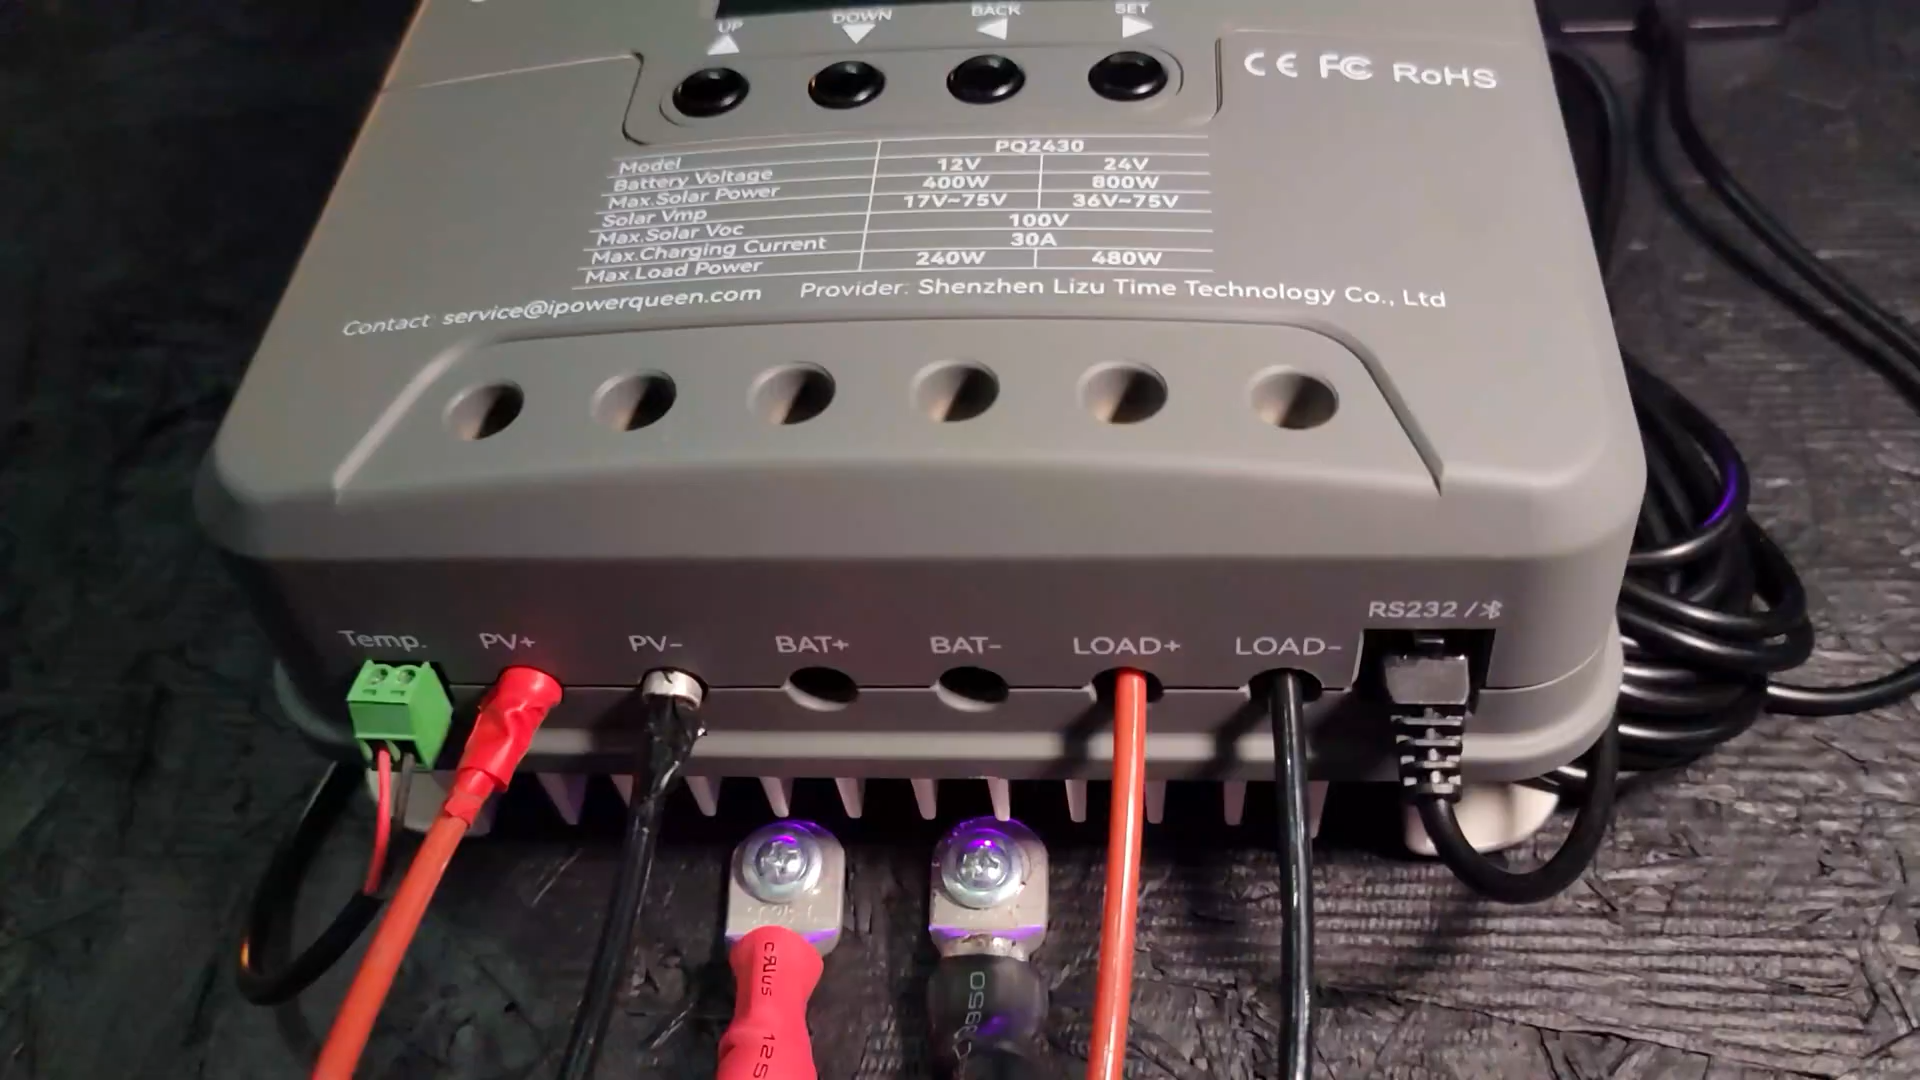 UP DOWN BACK SET
CE FC RoHS
Model PQ2430
Battery Voltage 12V 24V
Max.Solar Power 400W 800W
Solar Vmp 17V~75V 36V~75V
Max.Solar Voc 100V
Max.Charging Current 30A
Max.Load Power 240W 480W
Contact: service@ipowerqueen.com Provider: Shenzhen Lizu Time Technology Co., Ltd
RS232 /
Temp. PV+ PV- BAT+ BAT- LOAD+ LOAD-
cЯLus 125